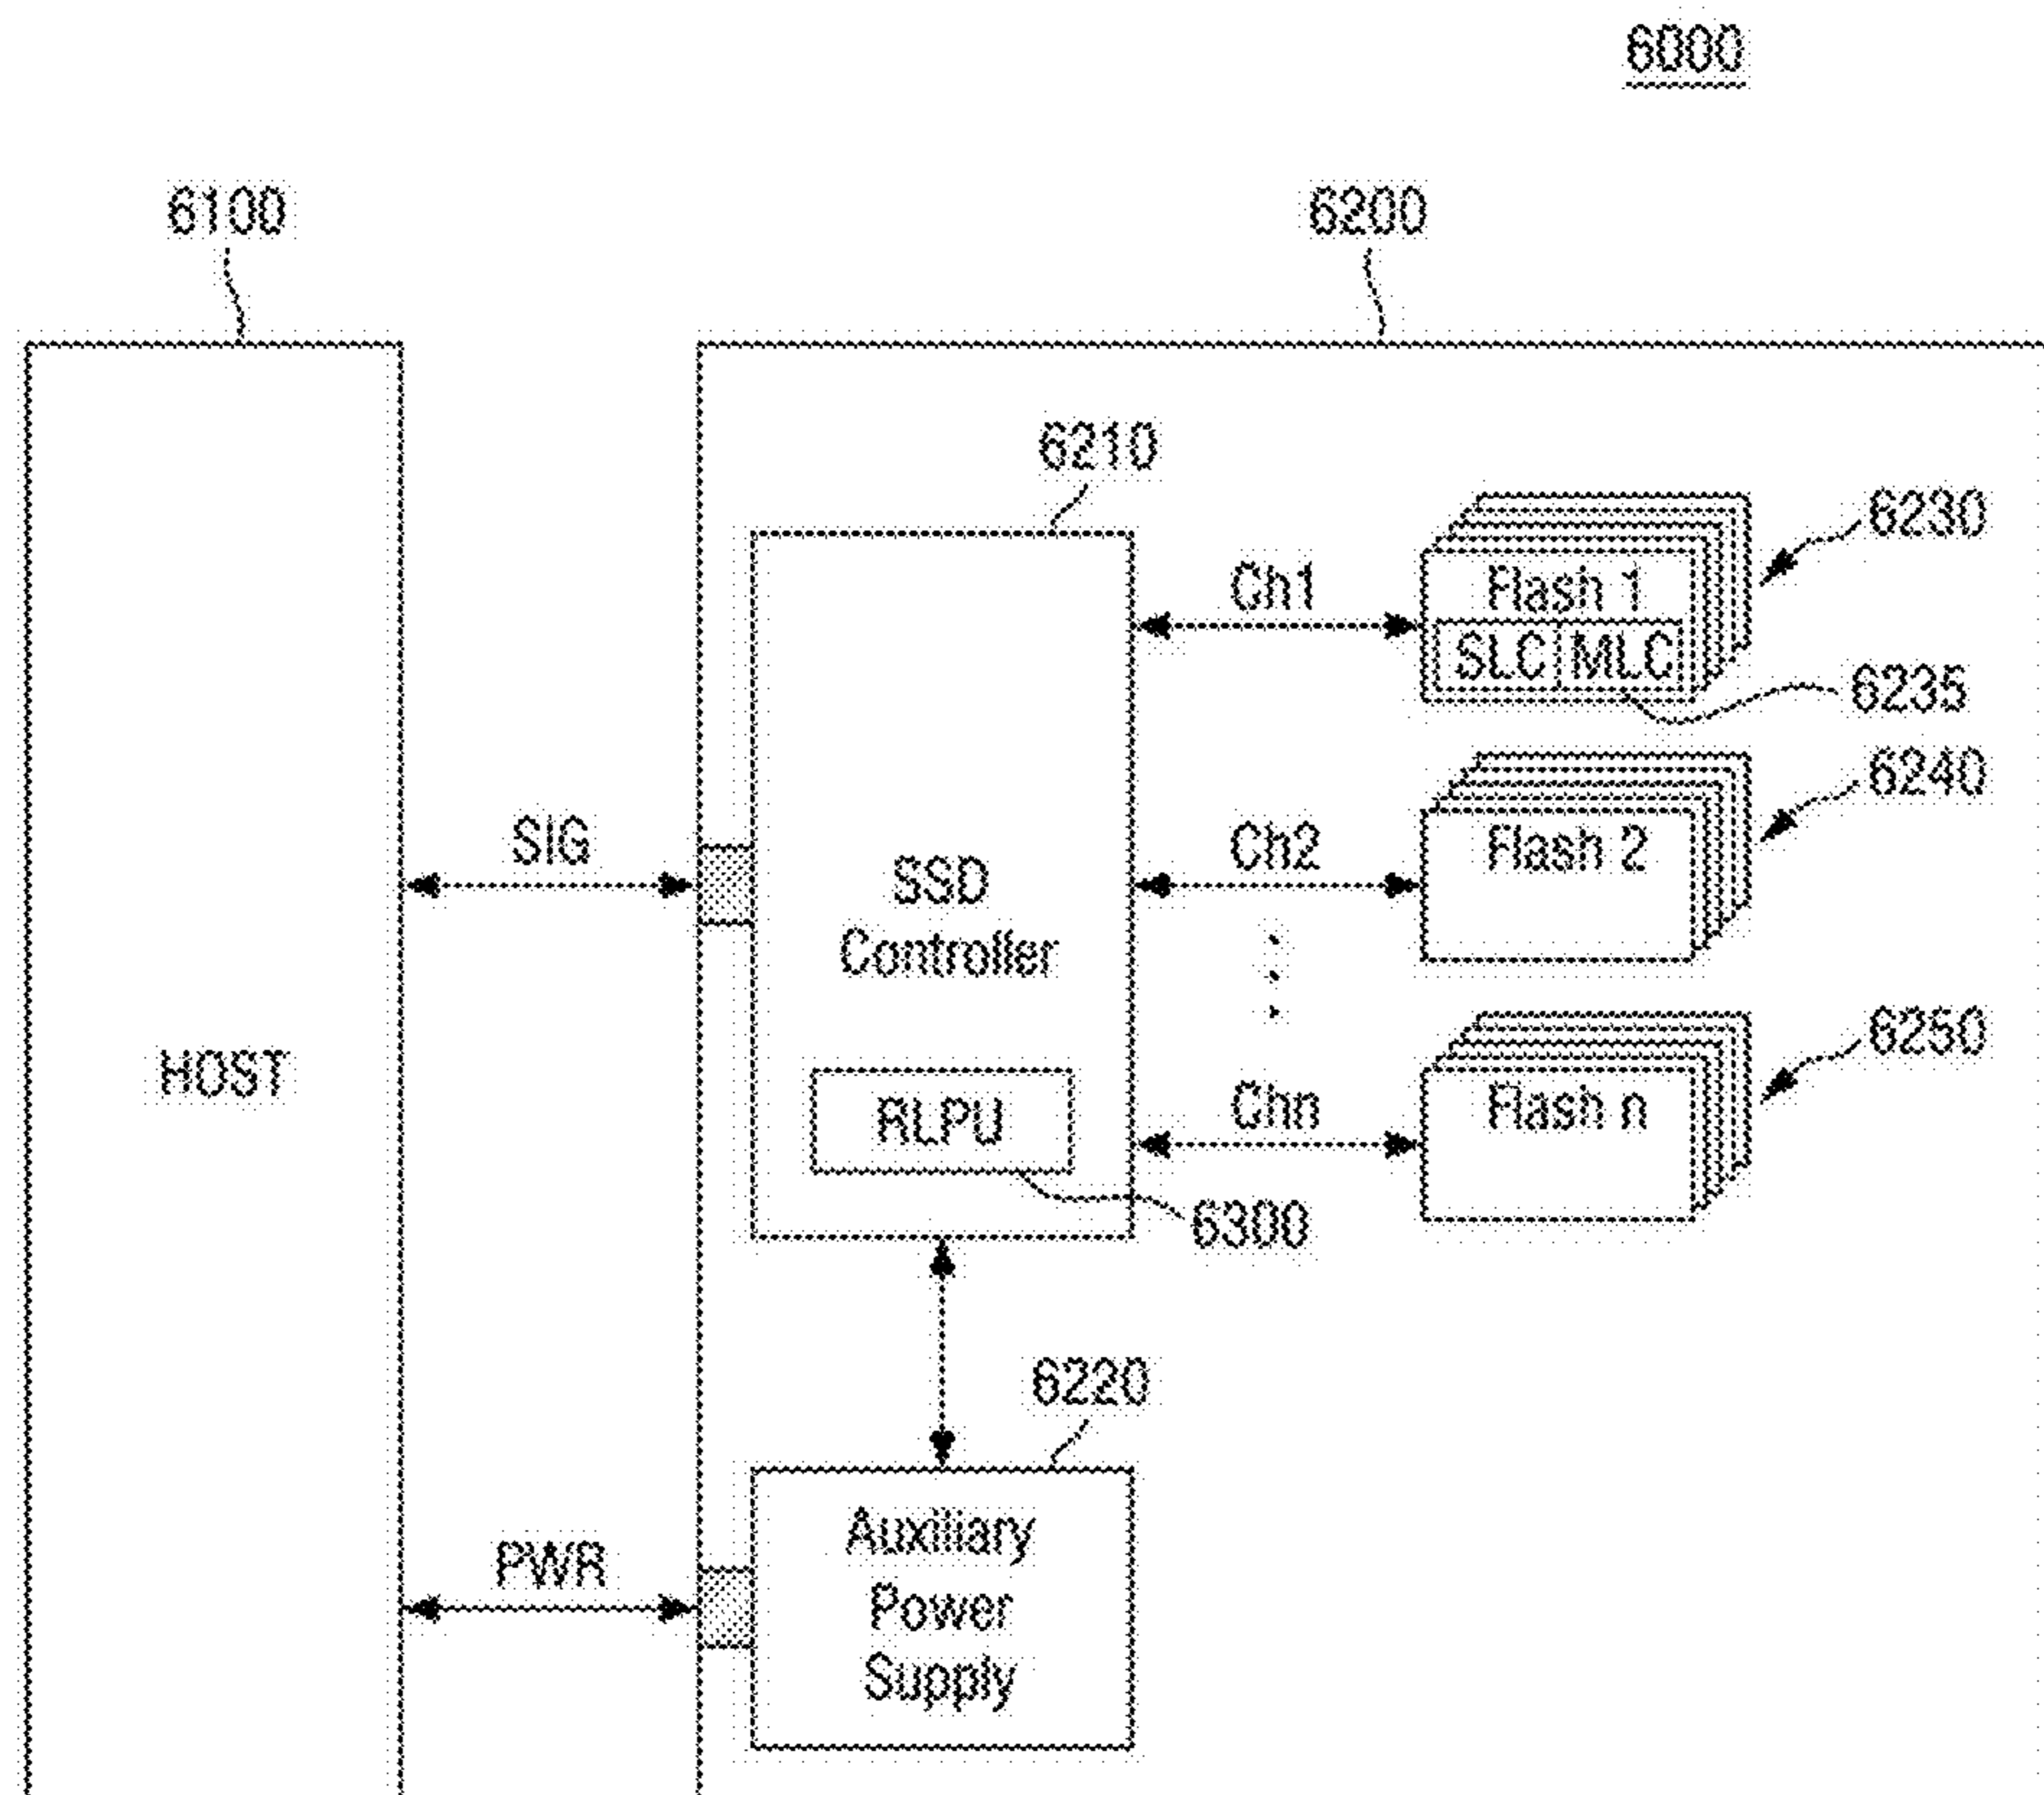 6000
6100
6200
6210
6230
Ch1
Flash 1
SLC MLC
6235
6240
SIG
Ch2
Flash 2
SSD
Controller
6250
HOST
RLPU
Chn
Flash n
6300
6220
PWR
Auxiliary
Power
Supply